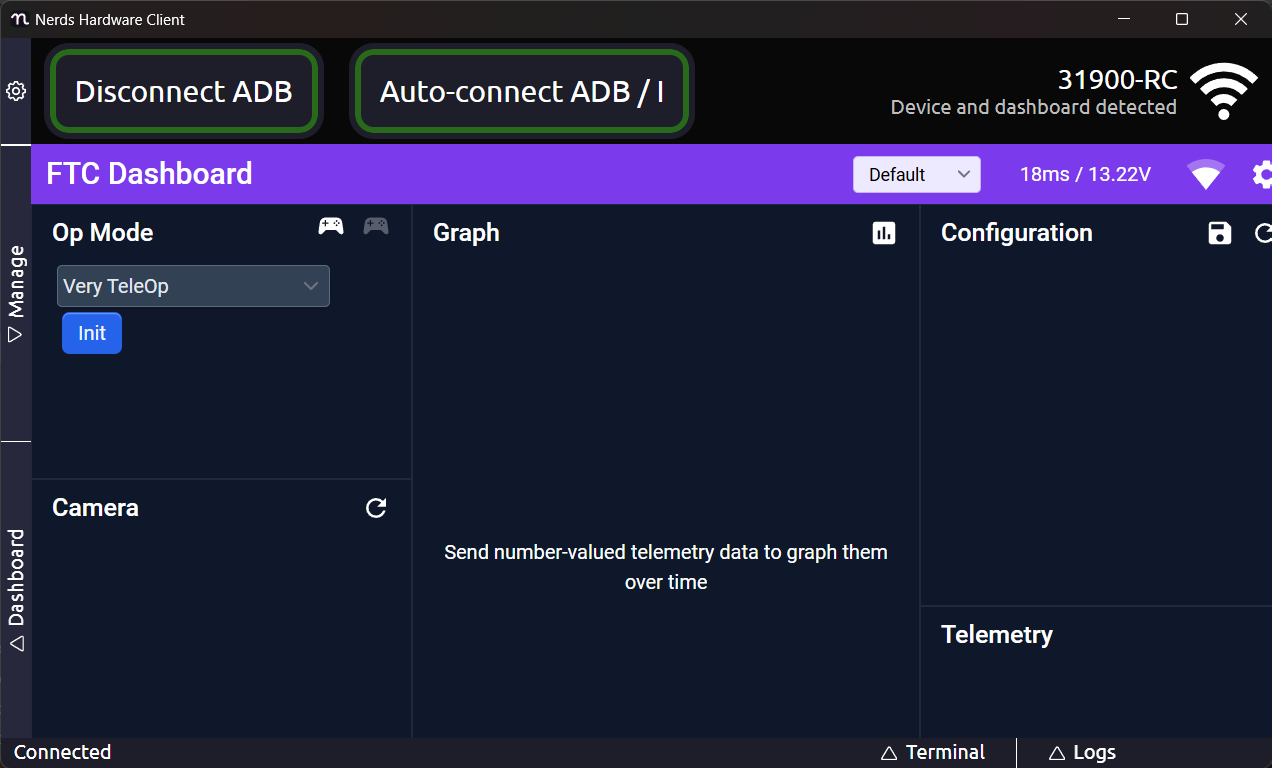 Nerds Hardware Client
Disconnect ADB
Auto-connect ADB / I
31900-RC
Device and dashboard detected
FTC Dashboard
Default
18ms / 13.22V
Manage
Dashboard
Op Mode
Very TeleOp
Init
Camera
Graph
Send number-valued telemetry data to graph them
over time
Configuration
Telemetry
Connected
Terminal
Logs